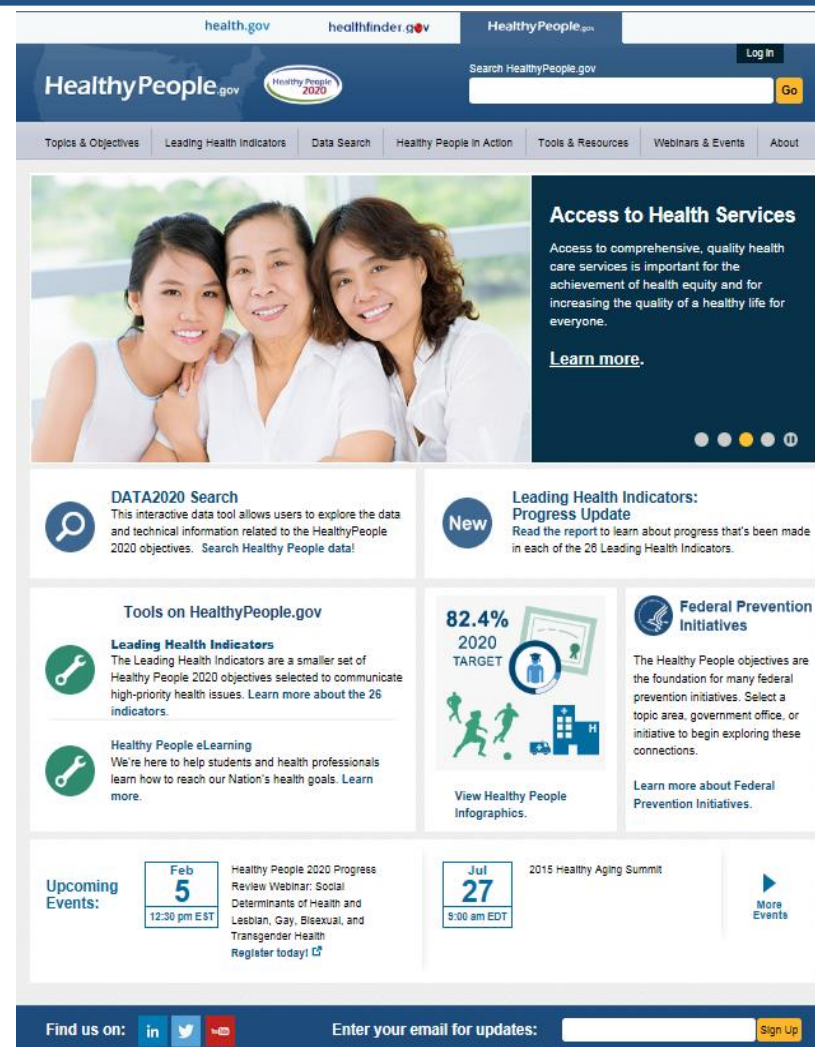 health.gov
healthfinder.gov
HealthyPeople.gov
Log In
HealthyPeople.gov
Healthy People
2020
Search HealthyPeople.gov
Go
Topics & Objectives
Leading Health Indicators
Data Search
Healthy People in Action
Tools & Resources
Webinars & Events
About
Access to Health Services
Access to comprehensive, quality health
care services is important for the
achievement of health equity and for
increasing the quality of a healthy life for
everyone.
Learn more.
DATA2020 Search
This interactive data tool allows users to explore the data
and technical information related to the HealthyPeople
2020 objectives. Search Healthy People data!
New
Leading Health Indicators:
Progress Update
Read the report to learn about progress that's been made
in each of the 26 Leading Health Indicators.
Tools on HealthyPeople.gov
Leading Health Indicators
The Leading Health Indicators are a smaller set of
Healthy People 2020 objectives selected to communicate
high-priority health issues. Learn more about the 26
indicators.
Healthy People eLearning
We're here to help students and health professionals
learn how to reach our Nation's health goals. Learn
more.
82.4%
2020
TARGET
H
View Healthy People
Infographics.
Federal Prevention
Initiatives
The Healthy People objectives are
the foundation for many federal
prevention initiatives. Select a
topic area, government office, or
initiative to begin exploring these
connections.
Learn more about Federal
Prevention Initiatives.
Upcoming
Events:
Feb
5
12:30 pm EST
Healthy People 2020 Progress
Review Webinar: Social
Determinants of Health and
Lesbian, Gay, Bisexual, and
Transgender Health
Register today!
Jul
27
9:00 am EDT
2015 Healthy Aging Summit
More
Events
Find us on:
in
YouTube
Enter your email for updates:
Sign Up